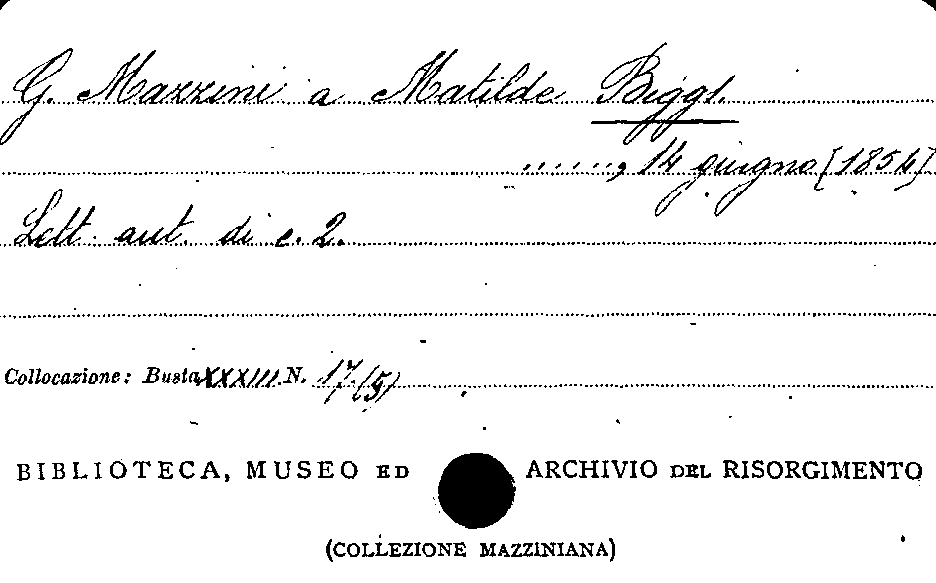 G. Mazzini a Matilde Biggs.
......, 14 giugno [1854]
Lett. aut. di c. 2.
Collocazione: Busta XXXIII N. 17 (5)
BIBLIOTECA, MUSEO ED ARCHIVIO DEL RISORGIMENTO
(COLLEZIONE MAZZINIANA)